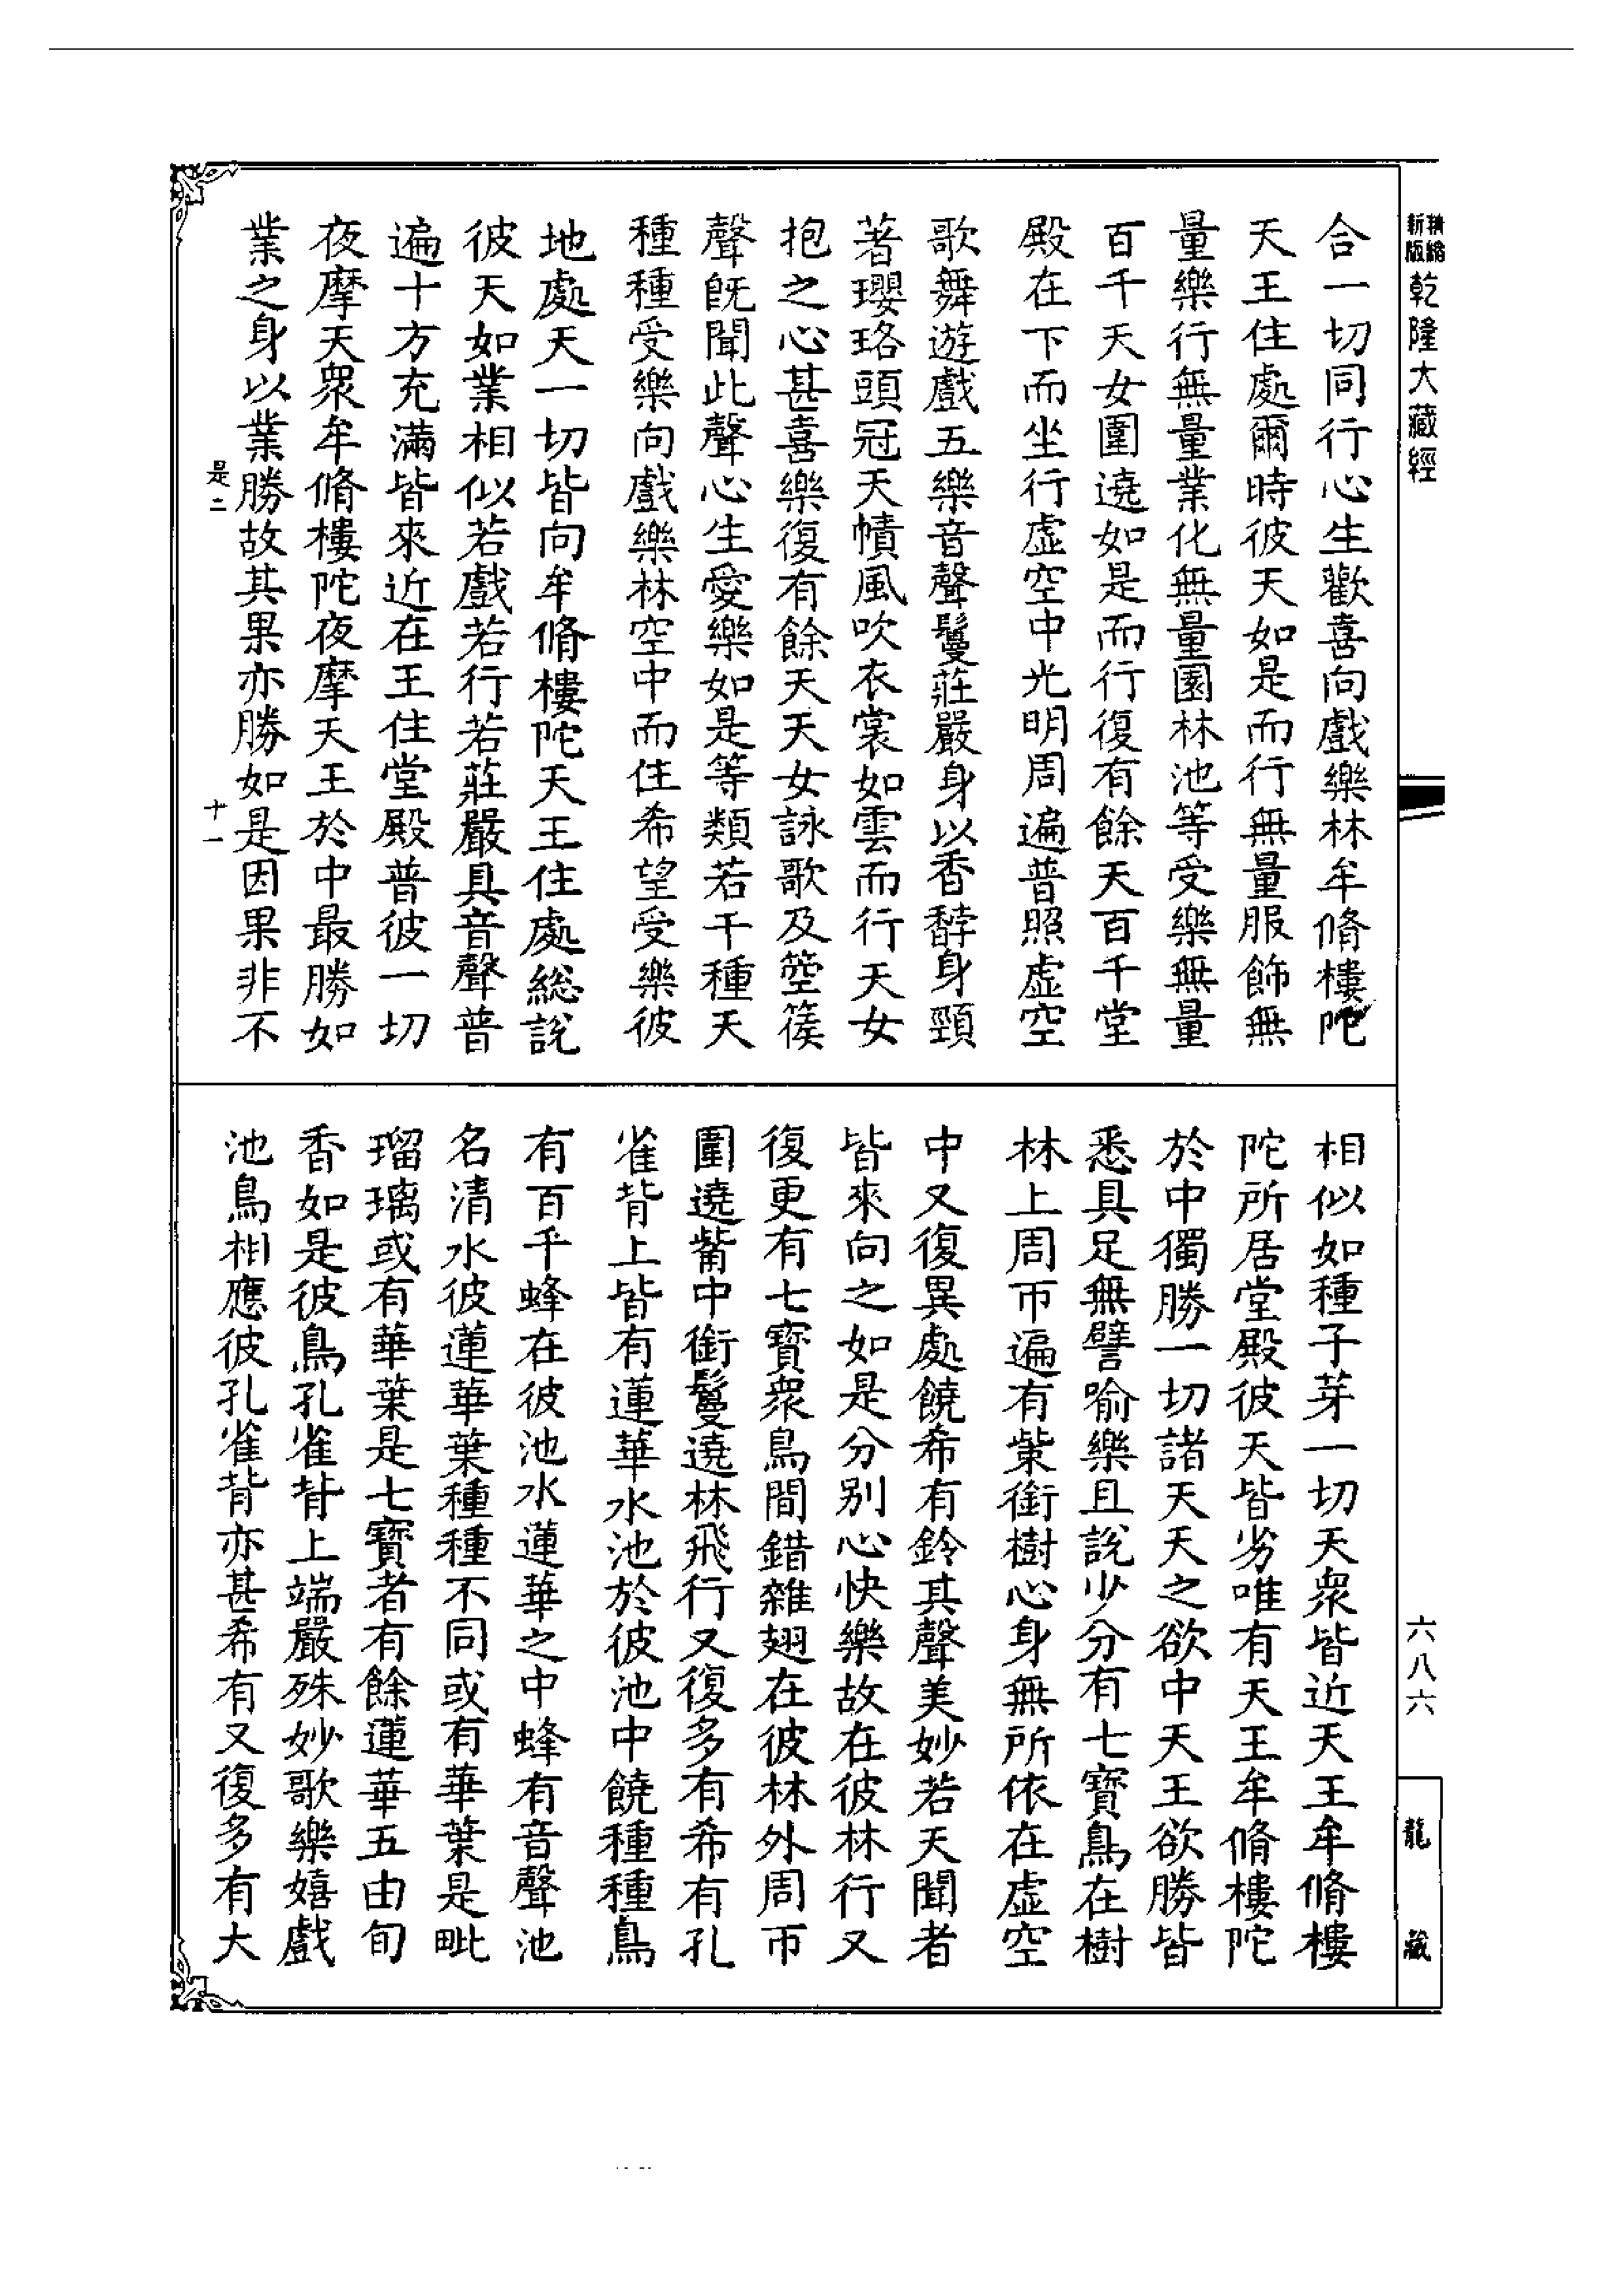 精縮新版
乾隆大藏經
六八六
龍藏
合一切同行心生歡喜向戲樂林牟脩樓陀
天王住處爾時彼天如是而行無量服飾無
量樂行無量業化無量園林池等受樂無量
百千天女圍遶如是而行復有餘天百千堂
殿在下而坐行虛空中光明周遍普照虛空
歌舞遊戲五樂音聲鬘莊嚴身以香馞身頸
著瓔珞頭冠天幘風吹衣裳如雲而行天女
抱之心甚喜樂復有餘天天女詠歌及箜篌
聲旣聞此聲心生愛樂如是等類若干種天
種種受樂向戲樂林空中而住希望受樂彼
地處天一切皆向牟脩樓陀天王住處総說
彼天如業相似若戲若行若莊嚴具音聲普
遍十方充滿皆來近在王住堂殿普彼一切
夜摩天衆牟脩樓陀夜摩天王於中最勝如
業之身以業勝故其果亦勝如是因果非不
是二
十一
相似如種子芽一切天衆皆近天王牟脩樓
陀所居堂殿彼天皆劣唯有天王牟脩樓陀
於中獨勝一切諸天天之欲中天王欲勝皆
悉具足無譬喻樂且說少分有七寶鳥在樹
林上周帀遍有𭉨銜樹心身無所依在虛空
中又復異處饒希有鈴其聲美妙若天聞者
皆來向之如是分別心快樂故在彼林行又
復更有七寶衆鳥間錯雜翅在彼林外周帀
圍遶觜中銜鬘遶林飛行又復多有希有孔
雀背上皆有蓮華水池於彼池中饒種種鳥
有百千蜂在彼池水蓮華之中蜂有音聲池
名清水彼蓮華葉種種不同或有華葉是毗
瑠璃或有華葉是七寶者有餘蓮華五由旬
香如是彼鳥孔雀背上端嚴殊妙歌樂嬉戲
池鳥相應彼孔雀背亦甚希有又復多有大